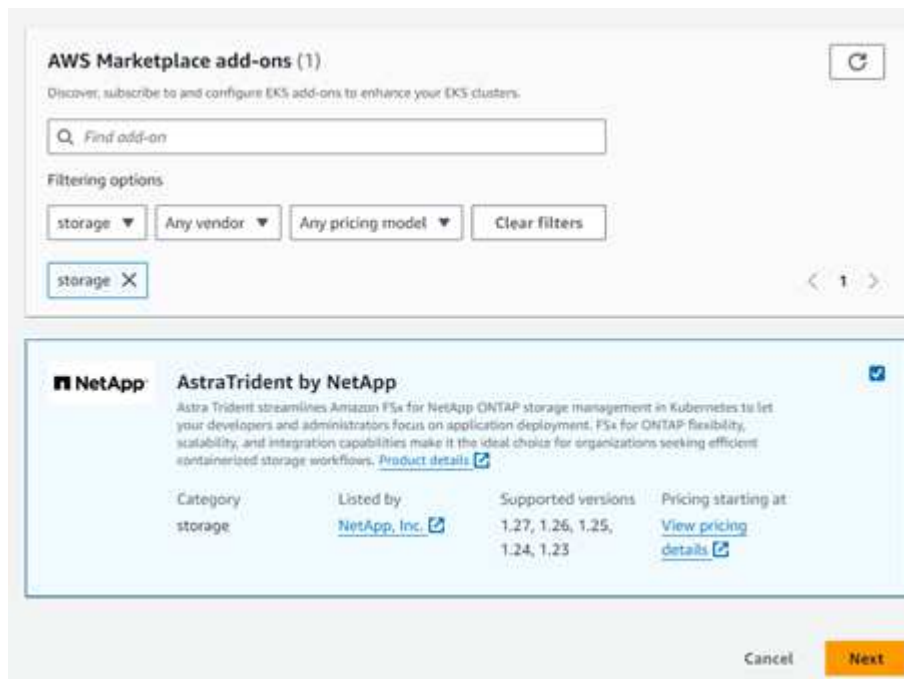 AWS Marketplace add-ons (1)
Discover, subscribe to and configure EKS add-ons to enhance your EKS clusters.
Find add-on
Filtering options
storage
Any vendor
Any pricing model
Clear filters
storage
1
NetApp
AstraTrident by NetApp
Astra Trident streamlines Amazon FSx for NetApp ONTAP storage management in Kubernetes to let
your developers and administrators focus on application deployment. FSx for ONTAP flexibility,
scalability, and integration capabilities make it the ideal choice for organizations seeking efficient
containerized storage workflows. Product details
Category
storage
Listed by
NetApp, Inc.
Supported versions
1.27, 1.26, 1.25,
1.24, 1.23
Pricing starting at
View pricing
details
Cancel
Next